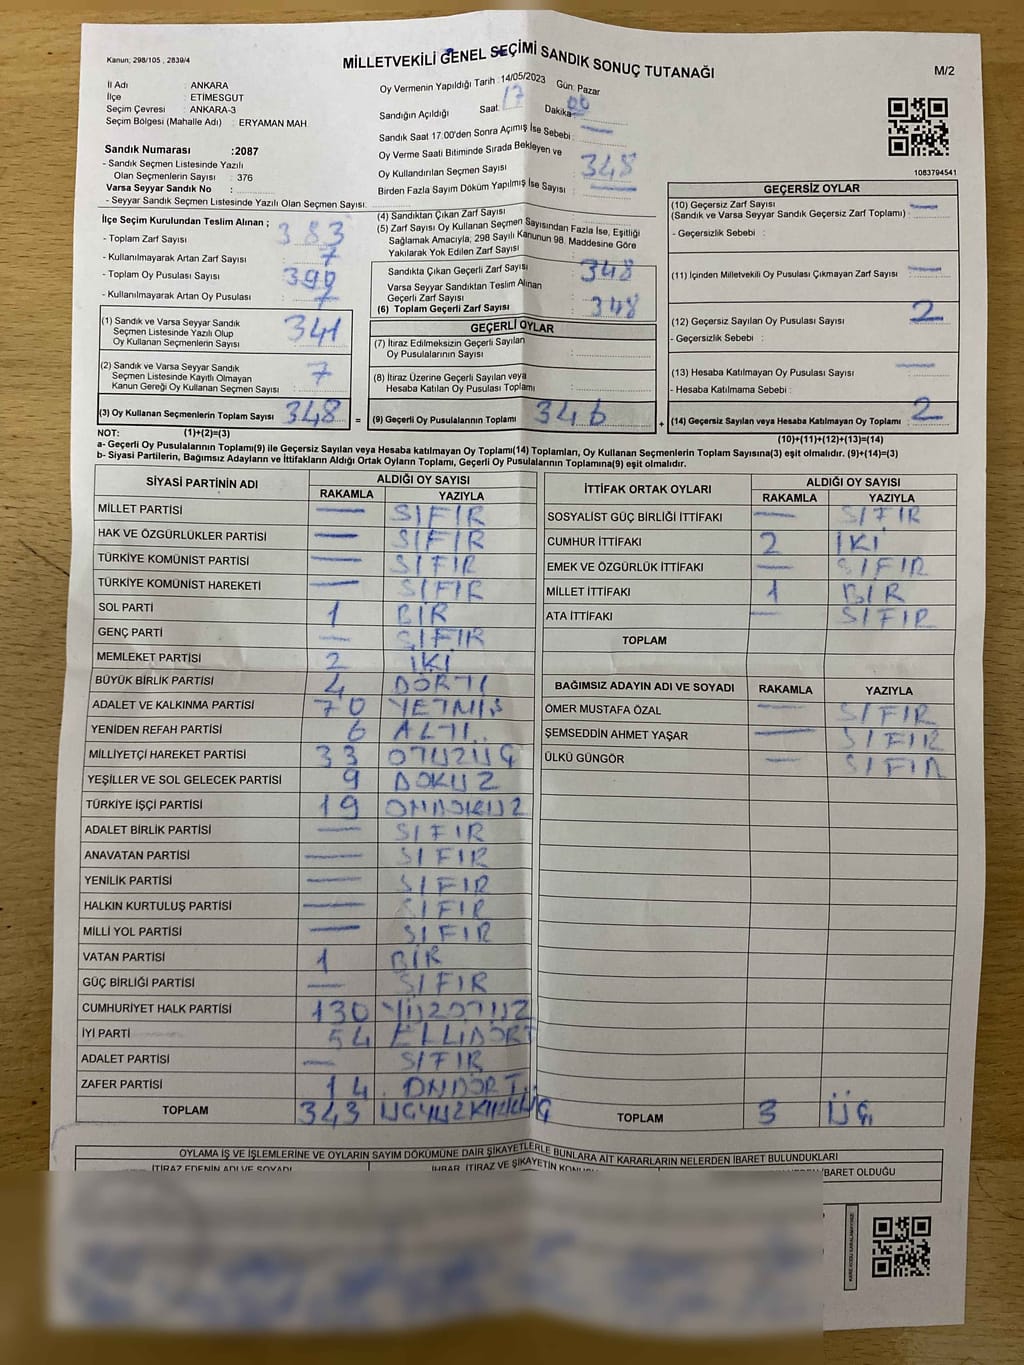 Kanun; 298/105 , 2839/4
MİLLETVEKİLİ GENEL SEÇİMİ SANDIK SONUÇ TUTANAĞI
M/2
İl Adı : ANKARA
İlçe : ETİMESGUT
Seçim Çevresi : ANKARA-3
Seçim Bölgesi (Mahalle Adı) : ERYAMAN MAH.
Oy Vermenin Yapıldığı Tarih : 14/05/2023 Gün: Pazar
Sandığın Açıldığı Saat: 17 Dakika: 00
Sandık Saat 17:00'den Sonra Açılmış İse Sebebi: —
Oy Verme Saati Bitiminde Sırada Bekleyen ve
Oy Kullandırılan Seçmen Sayısı : 348
Birden Fazla Sayım Döküm Yapılmış İse Sayısı : —
1083794541
Sandık Numarası :2087
- Sandık Seçmen Listesinde Yazılı
Olan Seçmenlerin Sayısı : 376
Varsa Seyyar Sandık No :
- Seyyar Sandık Seçmen Listesinde Yazılı Olan Seçmen Sayısı:
İlçe Seçim Kurulundan Teslim Alınan ;
- Toplam Zarf Sayısı : 383
- Kullanılmayarak Artan Zarf Sayısı : 7
- Toplam Oy Pusulası Sayısı
- Kullanılmayarak Artan Oy Pusulası : 7
(1) Sandık ve Varsa Seyyar Sandık
Seçmen Listesinde Yazılı Olup
Oy Kullanan Seçmenlerin Sayısı : 341
(2) Sandık ve Varsa Seyyar Sandık
Seçmen Listesinde Kayıtlı Olmayan
Kanun Gereği Oy Kullanan Seçmen Sayısı : 7
(3) Oy Kullanan Seçmenlerin Toplam Sayısı : 348 =
(4) Sandıktan Çıkan Zarf Sayısı
(5) Zarf Sayısı Oy Kullanan Seçmen Sayısından Fazla İse, Eşitliği
Sağlamak Amacıyla, 298 Sayılı Kanunun 98. Maddesine Göre
Yakılarak Yok Edilen Zarf Sayısı :
Sandıkta Çıkan Geçerli Zarf Sayısı : 348
Varsa Seyyar Sandıktan Teslim Alınan
Geçerli Zarf Sayısı
(6) Toplam Geçerli Zarf Sayısı : 348
GEÇERLİ OYLAR
(7) İtiraz Edilmeksizin Geçerli Sayılan
Oy Pusulalarının Sayısı :
(8) İtiraz Üzerine Geçerli Sayılan veya
Hesaba Katılan Oy Pusulası Toplamı :
(9) Geçerli Oy Pusulalarının Toplamı : 346 +
GEÇERSİZ OYLAR
(10) Geçersiz Zarf Sayısı
(Sandık ve Varsa Seyyar Sandık Geçersiz Zarf Toplamı) : —
- Geçersizlik Sebebi :
(11) İçinden Milletvekili Oy Pusulası Çıkmayan Zarf Sayısı : —
(12) Geçersiz Sayılan Oy Pusulası Sayısı : 2
- Geçersizlik Sebebi :
(13) Hesaba Katılmayan Oy Pusulası Sayısı : —
- Hesaba Katılmama Sebebi :
(14) Geçersiz Sayılan veya Hesaba Katılmayan Oy Toplamı : 2
NOT: (1)+(2)=(3)
(10)+(11)+(12)+(13)=(14)
a- Geçerli Oy Pusulalarının Toplamı(9) ile Geçersiz Sayılan veya Hesaba katılmayan Oy Toplamı(14) Toplamları, Oy Kullanan Seçmenlerin Toplam Sayısına(3) eşit olmalıdır. (9)+(14)=(3)
b- Siyasi Partilerin, Bağımsız Adayların ve İttifakların Aldığı Ortak Oyların Toplamı, Geçerli Oy Pusulalarının Toplamına(9) eşit olmalıdır.
SİYASİ PARTİNİN ADI ALDIĞI OY SAYISI
RAKAMLA YAZIYLA
MİLLET PARTİSİ — SIFIR
HAK VE ÖZGÜRLÜKLER PARTİSİ — SIFIR
TÜRKİYE KOMÜNİST PARTİSİ — SIFIR
TÜRKİYE KOMÜNİST HAREKETİ — SIFIR
SOL PARTİ 1 BİR
GENÇ PARTİ — SIFIR
MEMLEKET PARTİSİ 2 İKİ
BÜYÜK BİRLİK PARTİSİ 4 DÖRT
ADALET VE KALKINMA PARTİSİ 70 YETMİŞ
YENİDEN REFAH PARTİSİ 6 ALTI
MİLLİYETÇİ HAREKET PARTİSİ 33 OTUZÜÇ
YEŞİLLER VE SOL GELECEK PARTİSİ 9 DOKUZ
TÜRKİYE İŞÇİ PARTİSİ 19 ONDOKUZ
ADALET BİRLİK PARTİSİ — SIFIR
ANAVATAN PARTİSİ — SIFIR
YENİLİK PARTİSİ — SIFIR
HALKIN KURTULUŞ PARTİSİ — SIFIR
MİLLİ YOL PARTİSİ — SIFIR
VATAN PARTİSİ 1 BİR
GÜÇ BİRLİĞİ PARTİSİ — SIFIR
CUMHURİYET HALK PARTİSİ 130 YÜZOTUZ
İYİ PARTİ 54 ELLİDÖRT
ADALET PARTİSİ — SIFIR
ZAFER PARTİSİ 14 ONDÖRT
TOPLAM 343 ÜÇYÜZKIRKÜÇ
İTTİFAK ORTAK OYLARI ALDIĞI OY SAYISI
RAKAMLA YAZIYLA
SOSYALİST GÜÇ BİRLİĞİ İTTİFAKI — SIFIR
CUMHUR İTTİFAKI 2 İKİ
EMEK VE ÖZGÜRLÜK İTTİFAKI — SIFIR
MİLLET İTTİFAKI 1 BİR
ATA İTTİFAKI — SIFIR
TOPLAM
BAĞIMSIZ ADAYIN ADI VE SOYADI RAKAMLA YAZIYLA
ÖMER MUSTAFA ÖZAL — SIFIR
ŞEMSEDDİN AHMET YAŞAR — SIFIR
ÜLKÜ GÜNGÖR — SIFIR
TOPLAM 3 ÜÇ
OYLAMA İŞ VE İŞLEMLERİNE VE OYLARIN SAYIM DÖKÜMÜNE DAİR ŞİKAYETLERLE BUNLARA AİT KARARLARIN NELERDEN İBARET BULUNDUKLARI
İTİRAZ EDENİN ADI VE SOYADI İHBAR, İTİRAZ VE ŞİKAYETİN İBARET OLDUĞU